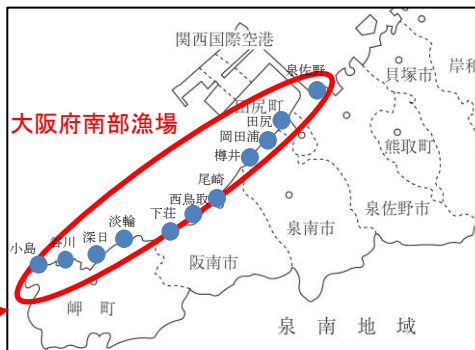 関西国際空港
泉佐野
貝塚市
岸和
大阪府南部漁場
田尻町
田尻
岡田浦
熊取町
樽井
尾崎
西鳥取
泉佐野市
下荘
泉南市
淡輪
深日
谷川
小島
阪南市
岬町
泉南地域